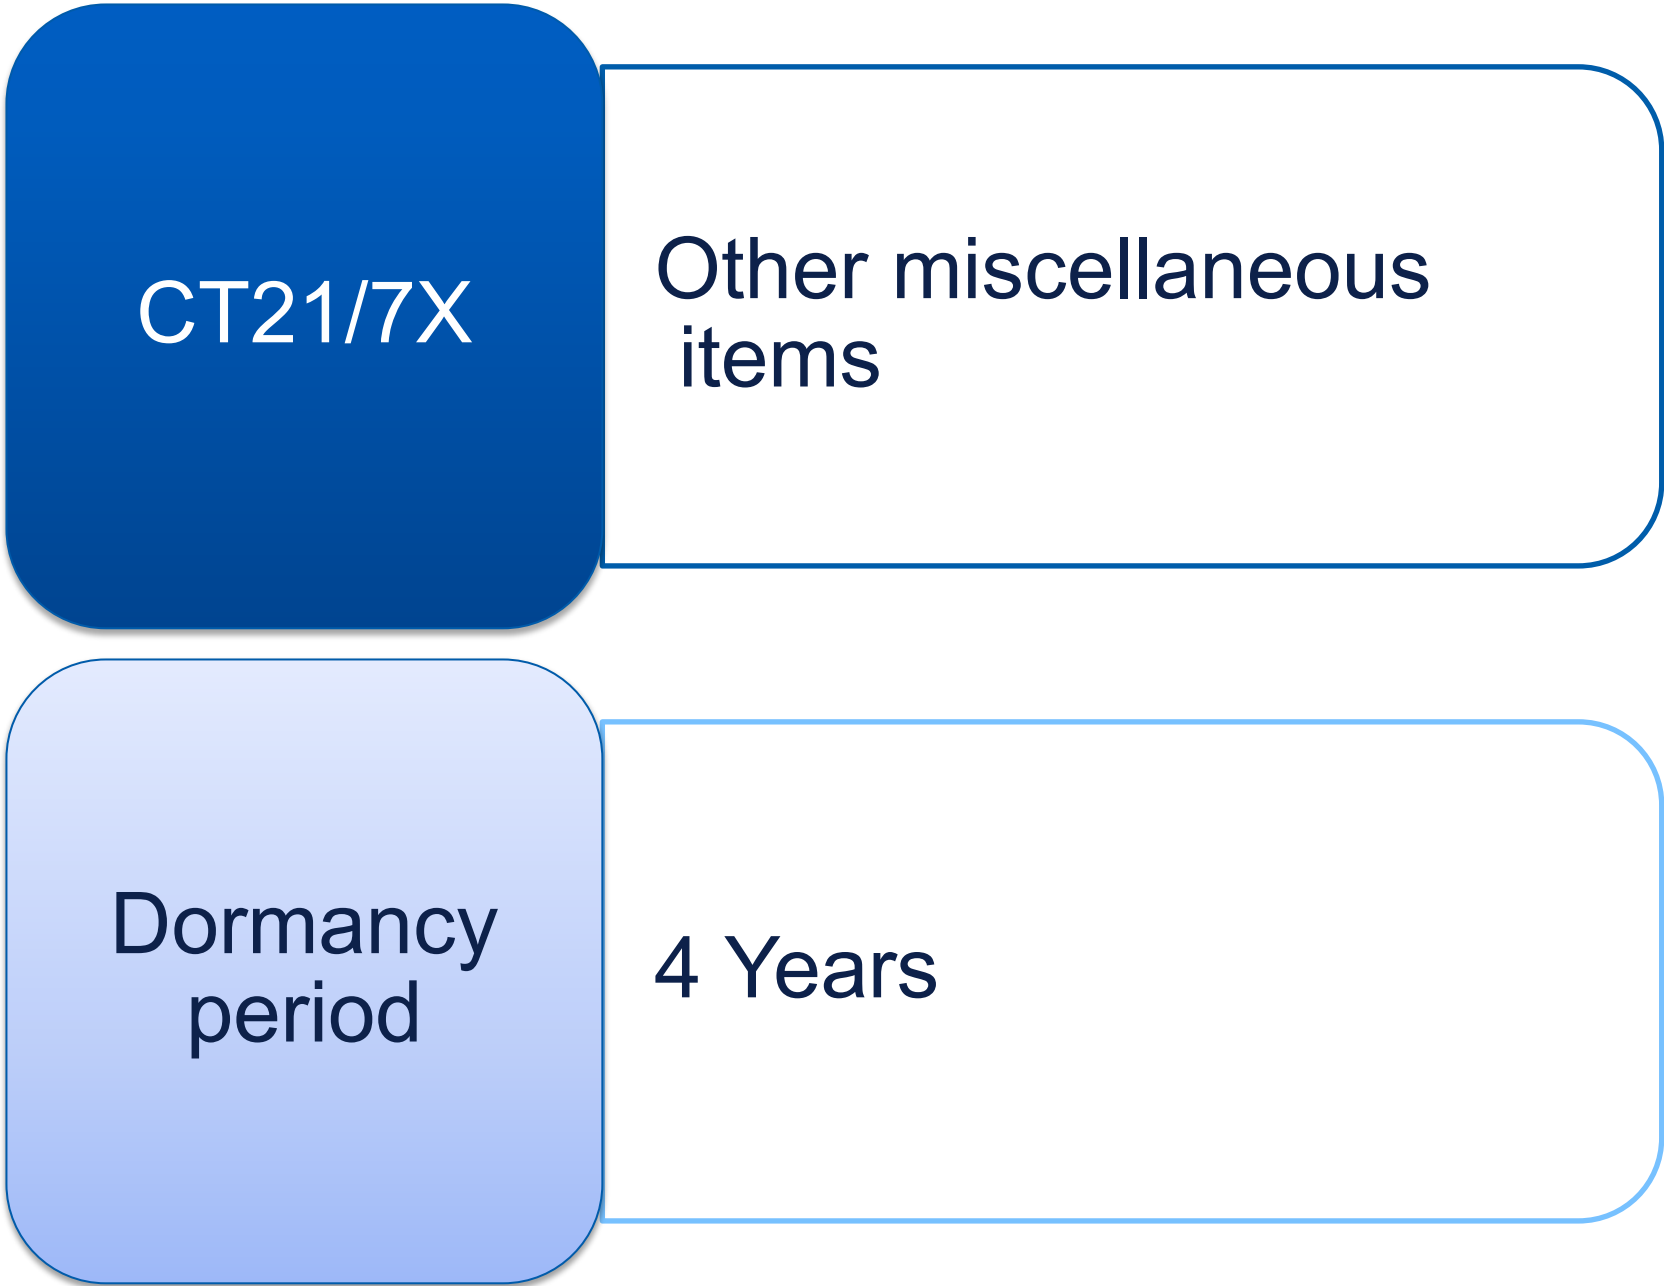 CT21/7X
Other miscellaneous
items
Dormancy
period
4 Years